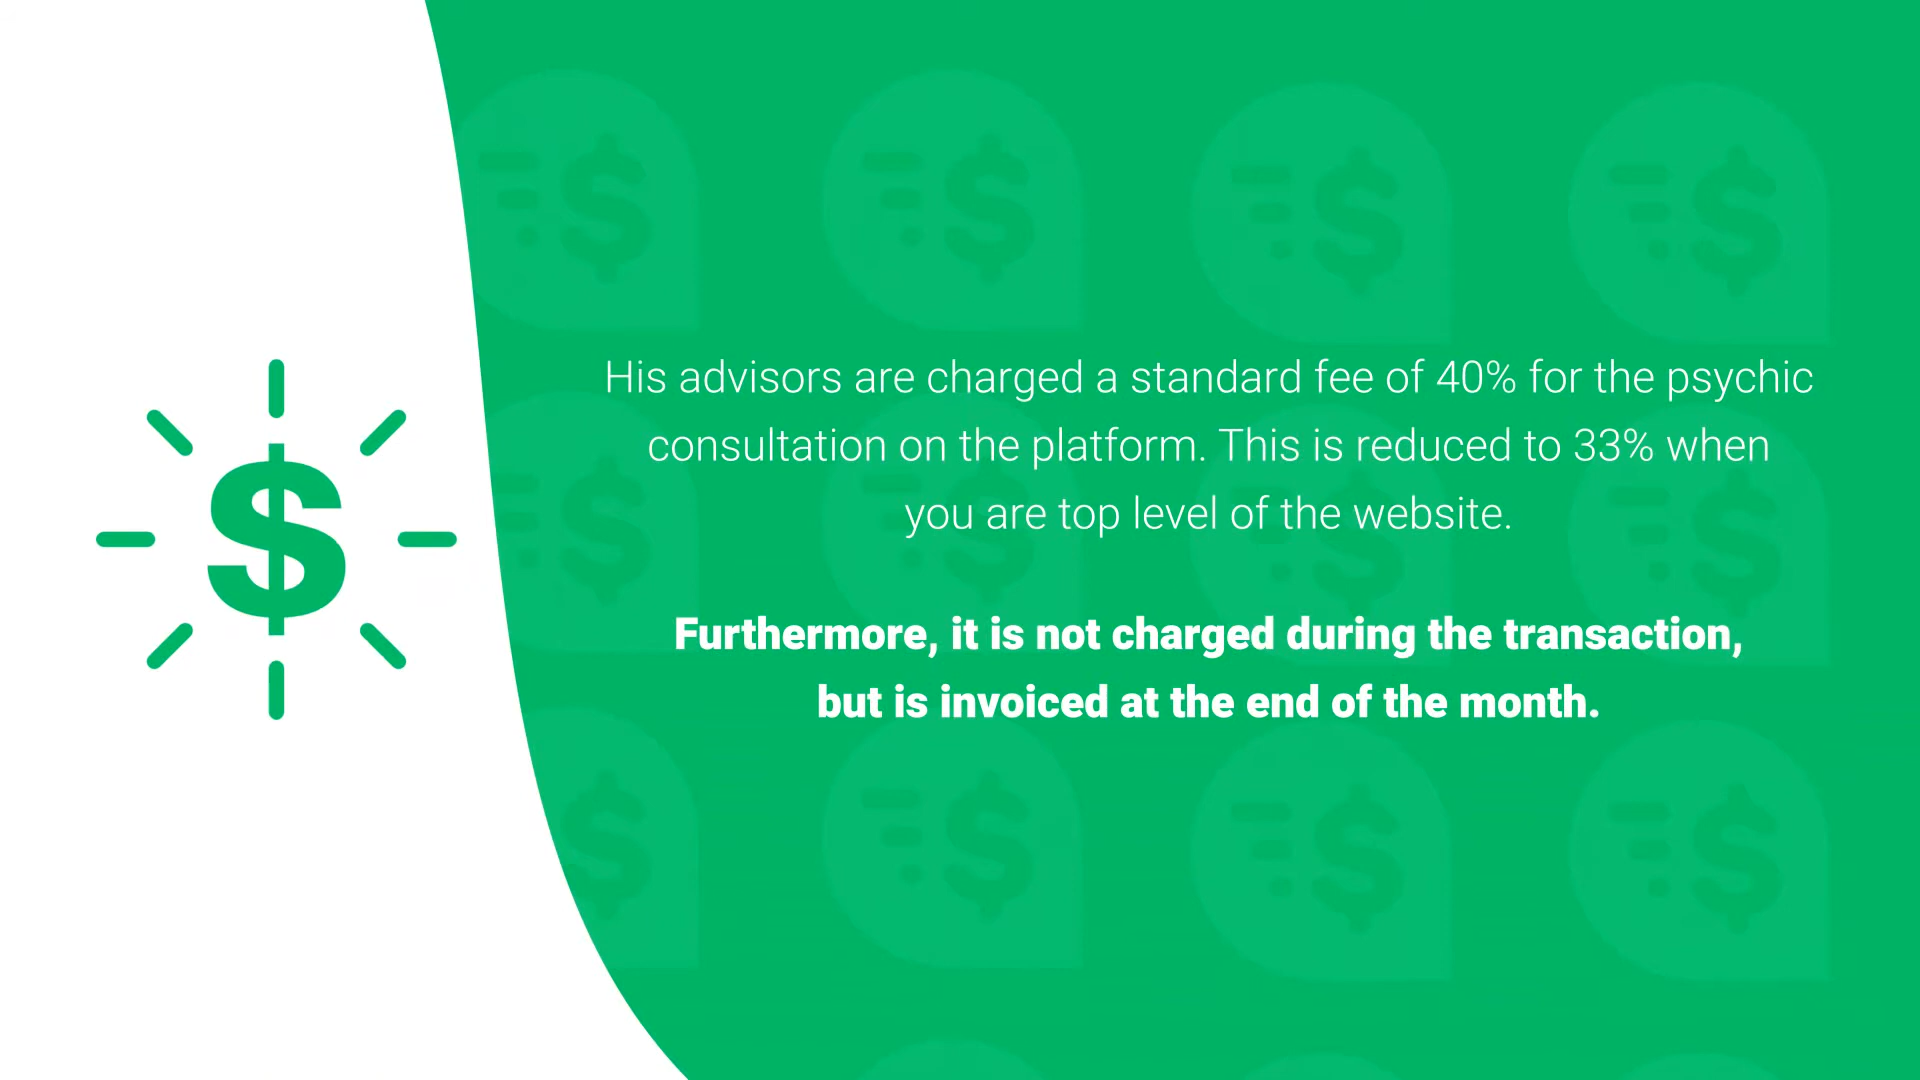 His advisors are charged a standard fee of 40% for the psychic
consultation on the platform. This is reduced to 33% when
you are top level of the website.
Furthermore, it is not charged during the transaction,
but is invoiced at the end of the month.